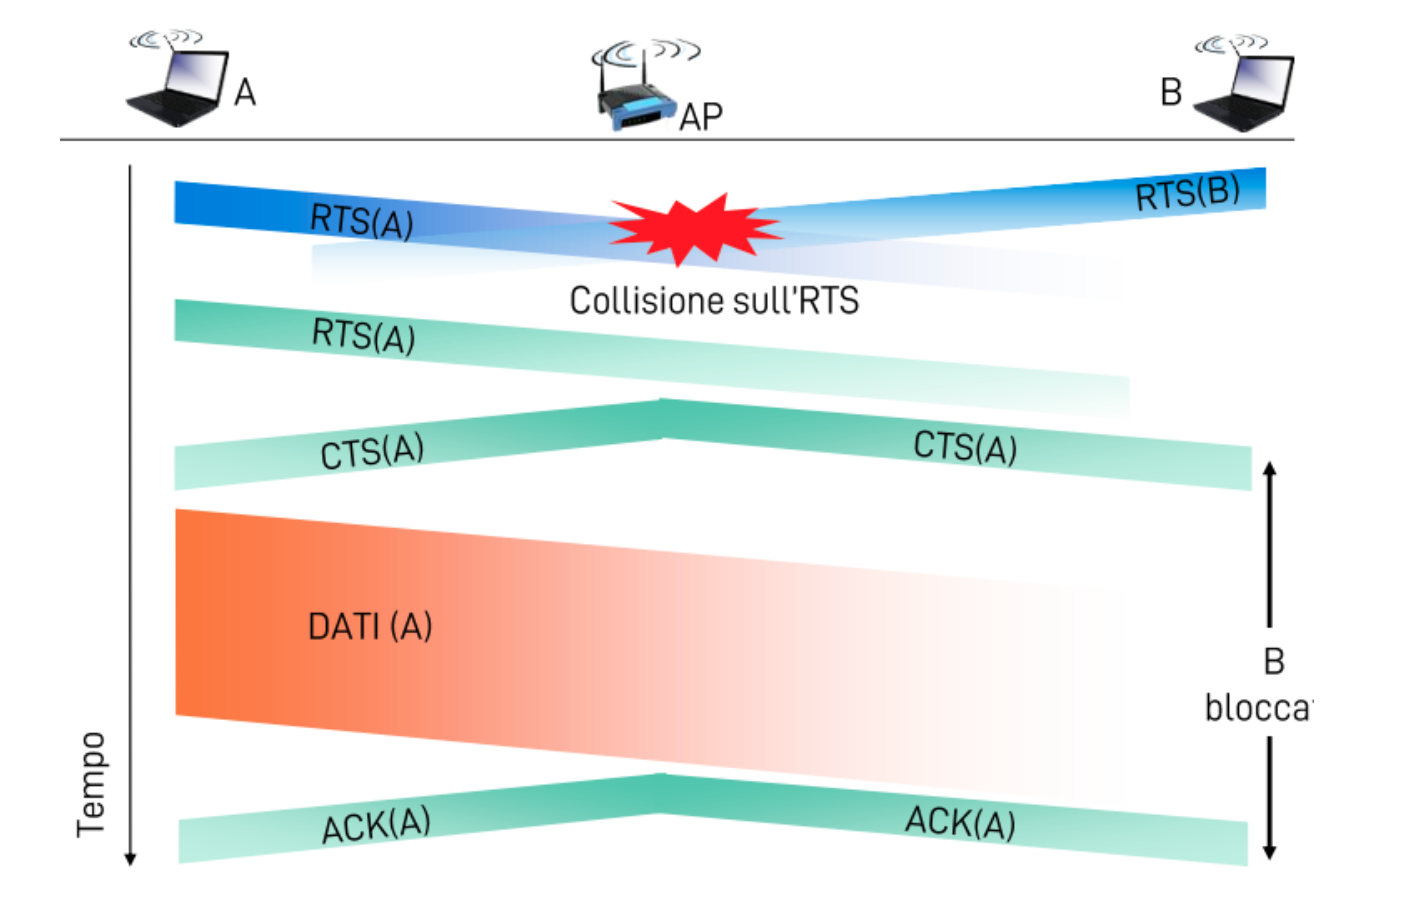 A
AP
B
RTS(A)
RTS(B)
Collisione sull'RTS
RTS(A)
CTS(A)
CTS(A)
DATI (A)
B
Tempo
ACK(A)
ACK(A)